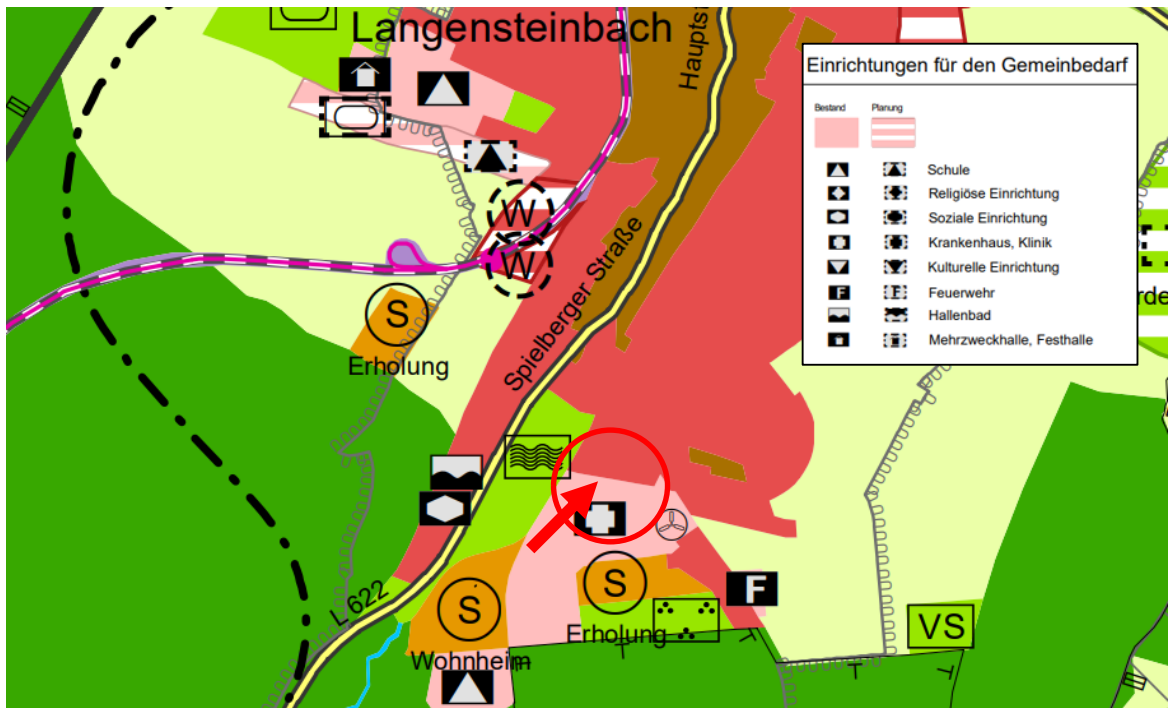 Langensteinbach
Hauptst
Einrichtungen für den Gemeinbedarf
Bestand
Planung
Schule
Religiöse Einrichtung
Soziale Einrichtung
Krankenhaus, Klinik
Kulturelle Einrichtung
F
F
Feuerwehr
Hallenbad
Mehrzweckhalle, Festhalle
W
W
rde
Spielberger Straße
S
Erholung
S
Erholung
F
L 622
S
Wohnheim
VS